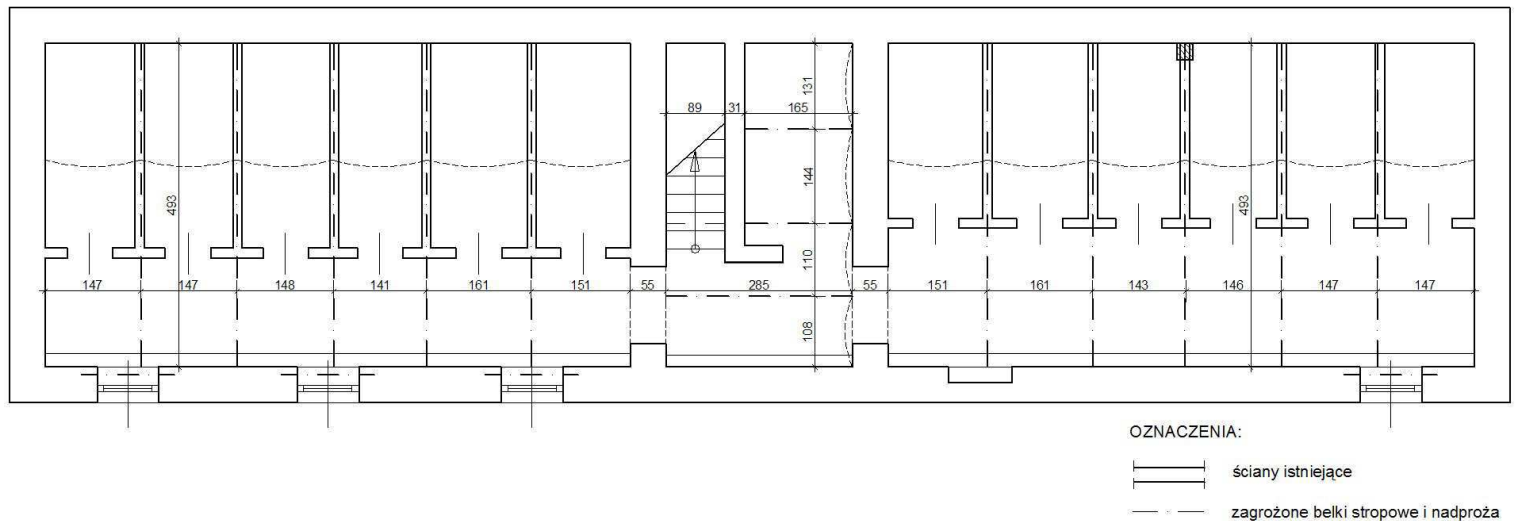 131
89 31 165
144
493
493
110
147 147 148 141 161 151 55 285 55 151 161 143 146 147 147
108
OZNACZENIA:
ściany istniejące
zagrożone belki stropowe i nadproża